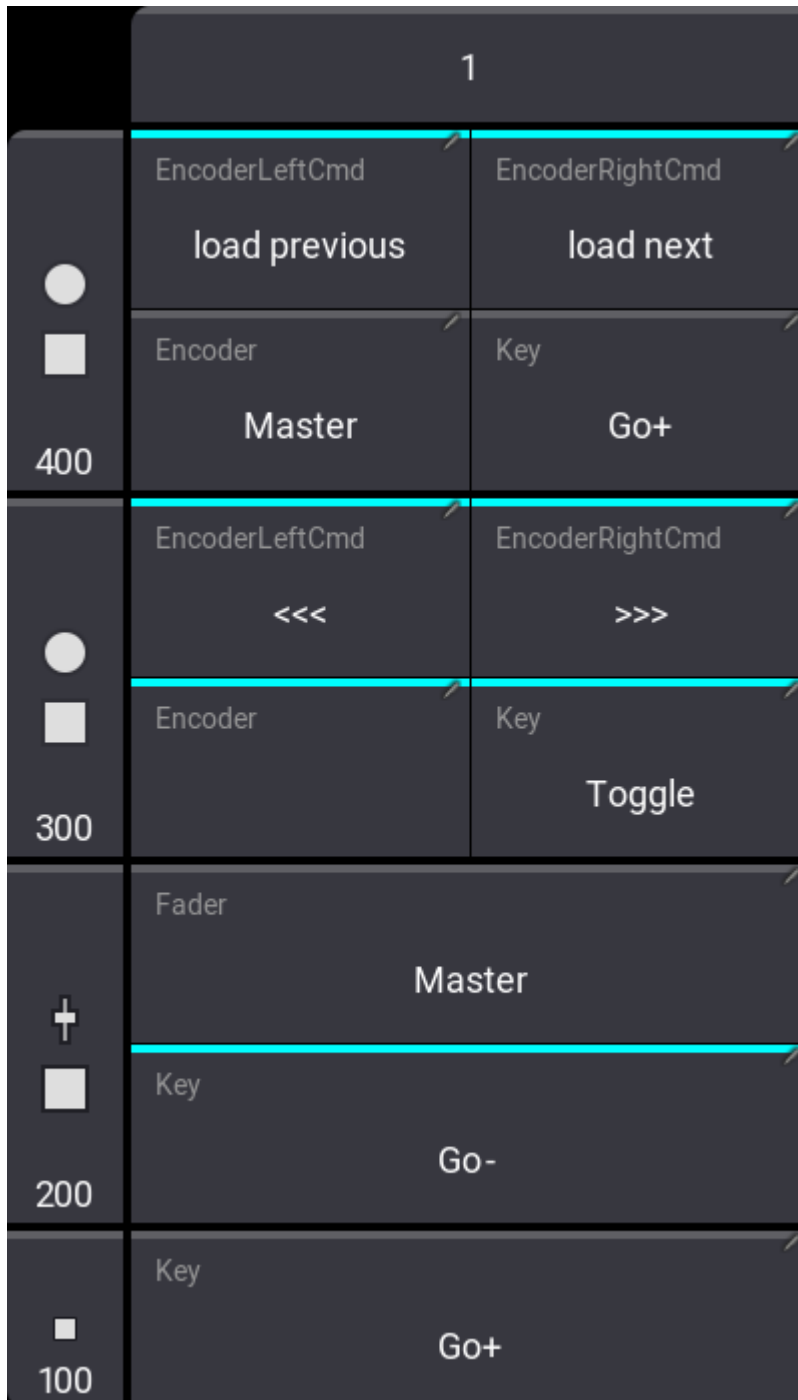 1
EncoderLeftCmd EncoderRightCmd
load previous load next
Encoder Key
Master Go+
400
EncoderLeftCmd EncoderRightCmd
<<< >>>
Encoder Key
Toggle
300
Fader
Master
Key
Go-
200
Key
Go+
100